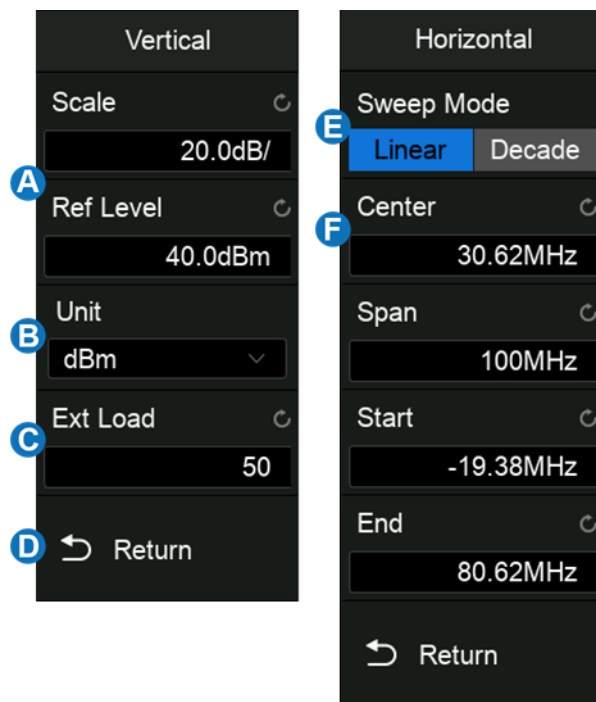 Vertical
Scale
20.0dB/
A
Ref Level
40.0dBm
Unit
B
dBm
Ext Load
C
50
D Return
Horizontal
Sweep Mode
E
Linear Decade
Center
F
30.62MHz
Span
100MHz
Start
-19.38MHz
End
80.62MHz
Return